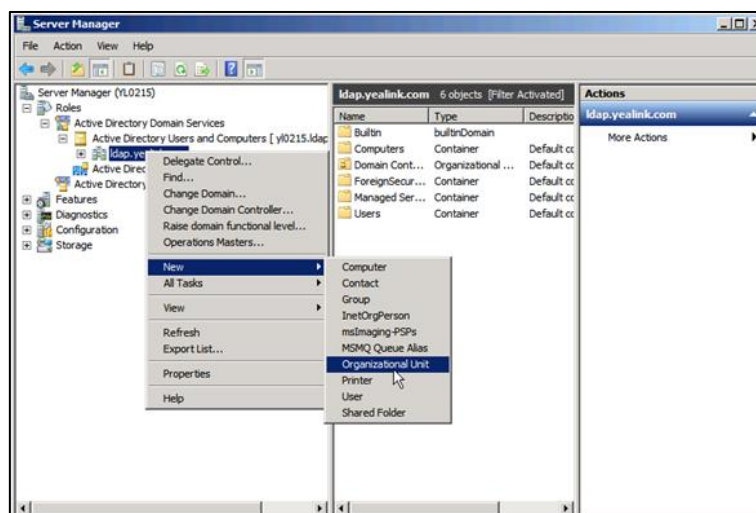 Server Manager
File Action View Help
Server Manager (YL0215)
Roles
Active Directory Domain Services
Active Directory Users and Computers [ yl0215.ldap
ldap.ye
Active Direc
Active Directory
Features
Diagnostics
Configuration
Storage
Delegate Control...
Find...
Change Domain...
Change Domain Controller...
Raise domain functional level...
Operations Masters...
New
All Tasks
View
Refresh
Export List...
Properties
Help
Computer
Contact
Group
InetOrgPerson
msImaging-PSPs
MSMQ Queue Alias
Organizational Unit
Printer
User
Shared Folder
ldap.yealink.com 6 objects [Filter Activated]
Name Type Descriptio
Builtin builtinDomain
Computers Container Default cc
Domain Cont... Organizational ... Default cc
ForeignSecur... Container Default cc
Managed Ser... Container Default cc
Users Container Default cc
Actions
ldap.yealink.com
More Actions